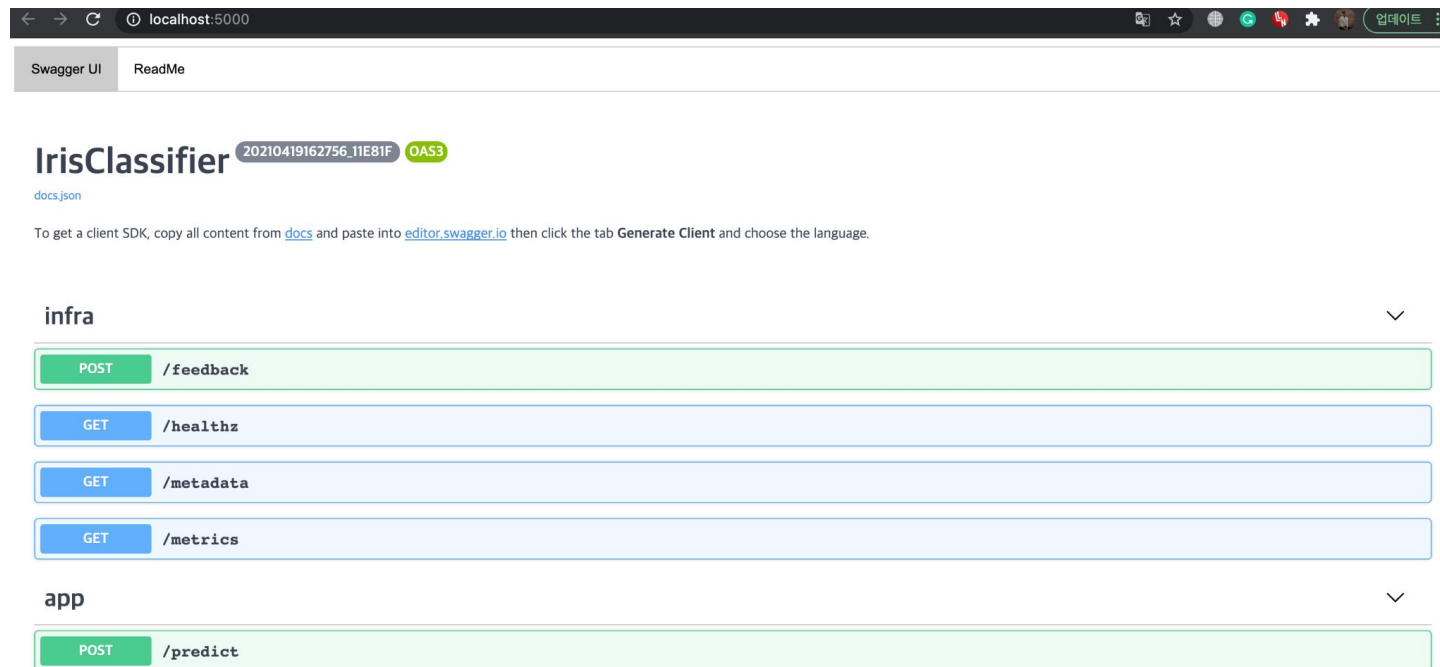 localhost:5000
업데이트
Swagger UI ReadMe
IrisClassifier 20210419162756_11E81F OAS3
docs.json
To get a client SDK, copy all content from docs and paste into editor.swagger.io then click the tab Generate Client and choose the language.
infra
POST /feedback
GET /healthz
GET /metadata
GET /metrics
app
POST /predict